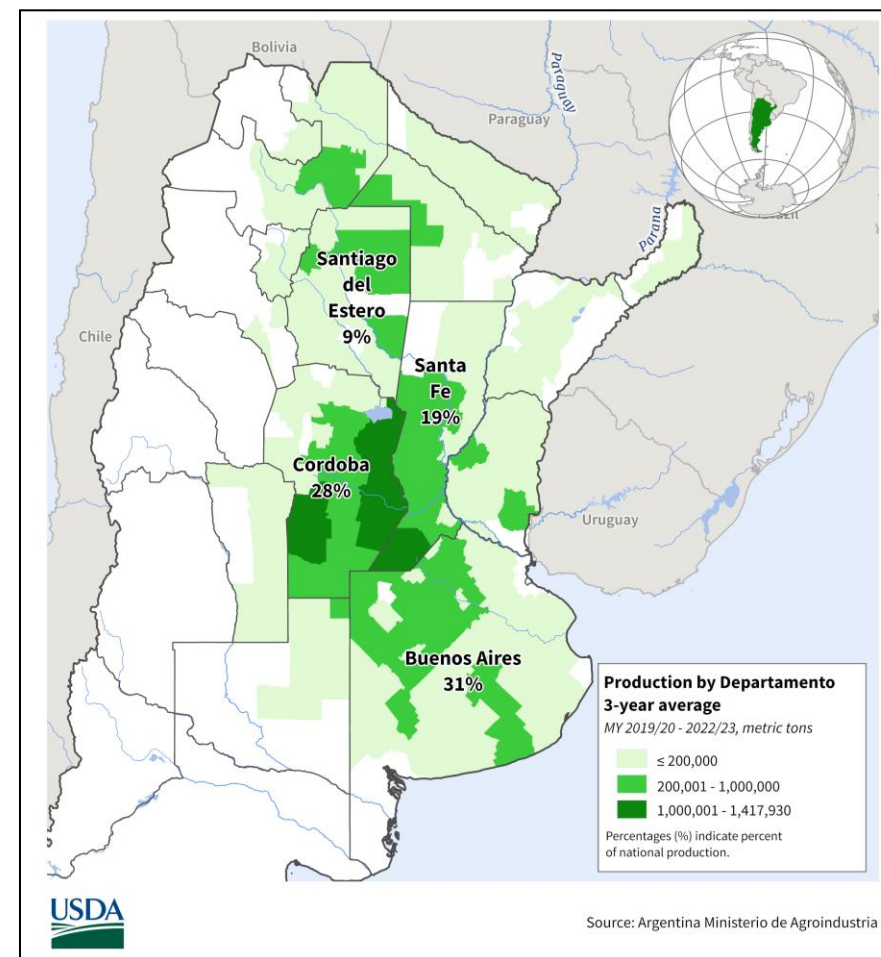 Bolivia
Paraguay
Paraguay
Parana
Chile
Santiago
del
Estero
9%
Santa
Fe
19%
Cordoba
28%
Uruguay
Buenos Aires
31%
Production by Departamento
3-year average
MY 2019/20 - 2022/23, metric tons
≤ 200,000
200,001 - 1,000,000
1,000,001 - 1,417,930
Percentages (%) indicate percent
of national production.
USDA
Source: Argentina Ministerio de Agroindustria